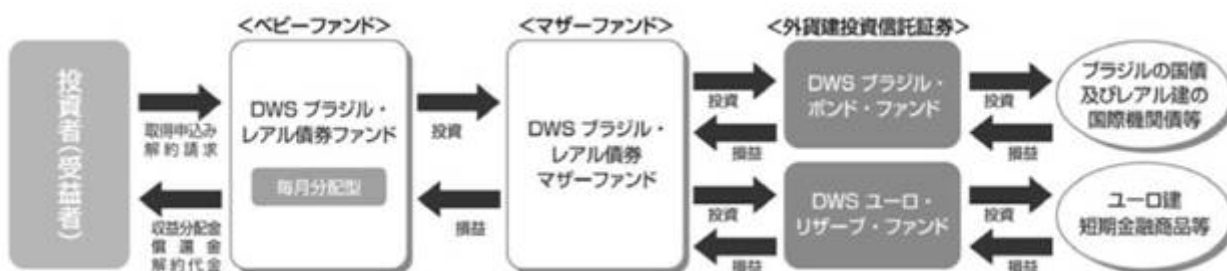 <ベビーファンド>
<マザーファンド>
<外貨建投資信託証券>
投資者(受益者)
取得申込み
解約請求
収益分配金
償還金
解約代金
DWS ブラジル・
レアル債券ファンド
毎月分配型
投資
損益
DWS ブラジル・
レアル債券
マザーファンド
投資
損益
投資
損益
DWS ブラジル・
ボンド・ファンド
DWS ユーロ・
リザーブ・ファンド
投資
損益
投資
損益
ブラジルの国債
及びレアル建の
国際機関債等
ユーロ建
短期金融商品等